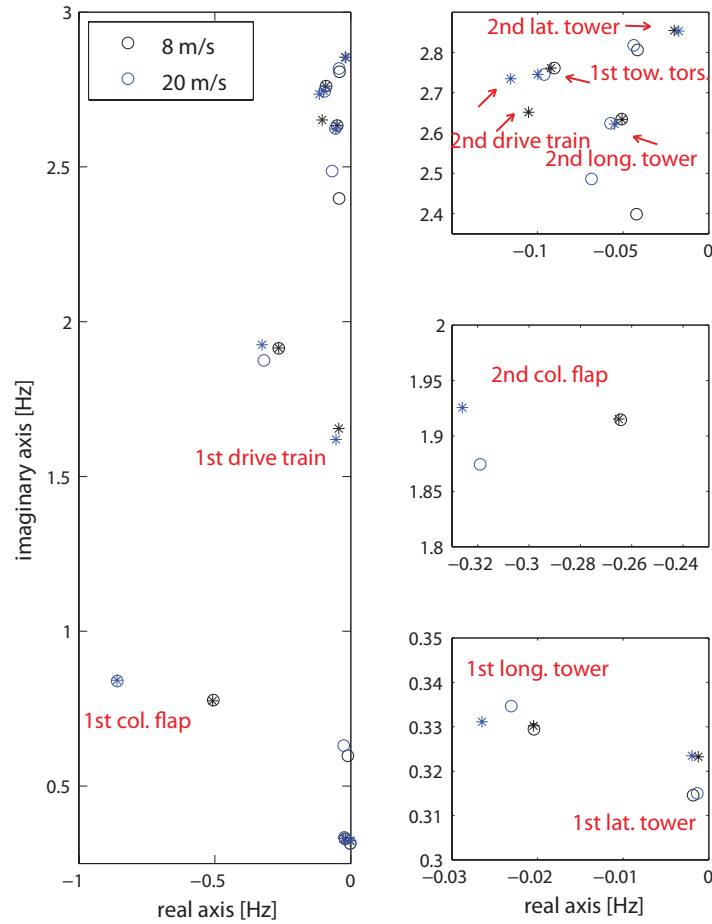 3
2.5
2
1.5
1
0.5
−1
−0.5
0
imaginary axis [Hz]
real axis [Hz]
8 m/s
20 m/s
1st drive train
1st col. flap
2.8
2.7
2.6
2.5
2.4
−0.1
−0.05
0
2nd lat. tower
1st tow. tors.
2nd drive train
2nd long. tower
2
1.95
1.9
1.85
1.8
−0.32
−0.3
−0.28
−0.26
−0.24
2nd col. flap
0.35
0.34
0.33
0.32
0.31
0.3
−0.03
−0.02
−0.01
0
1st long. tower
1st lat. tower
real axis [Hz]